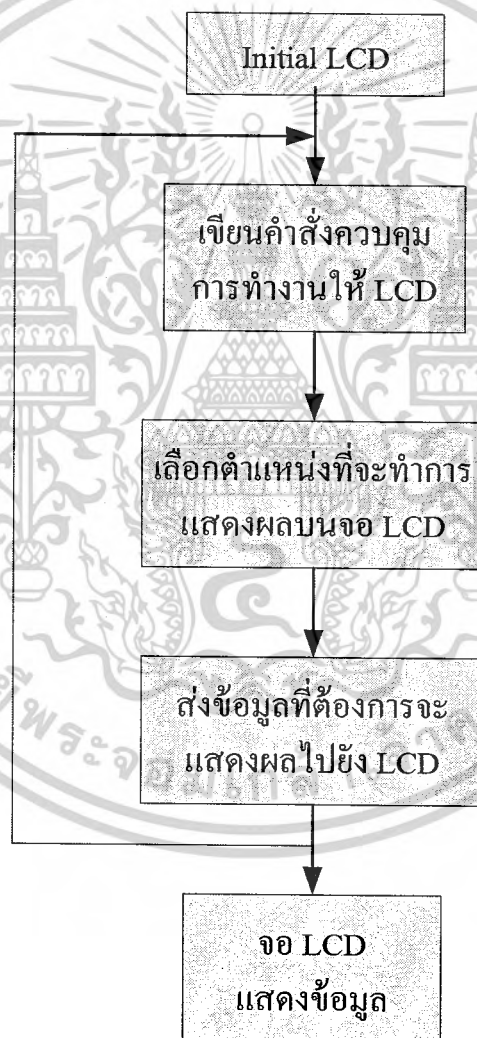 Initial LCD
เขียนคำสั่งควบคุม
การทำงานให้ LCD
เลือกตำแหน่งที่จะทำการ
แสดงผลบนจอ LCD
ส่งข้อมูลที่ต้องการจะ
แสดงผลไปยัง LCD
จอ LCD
แสดงข้อมูล